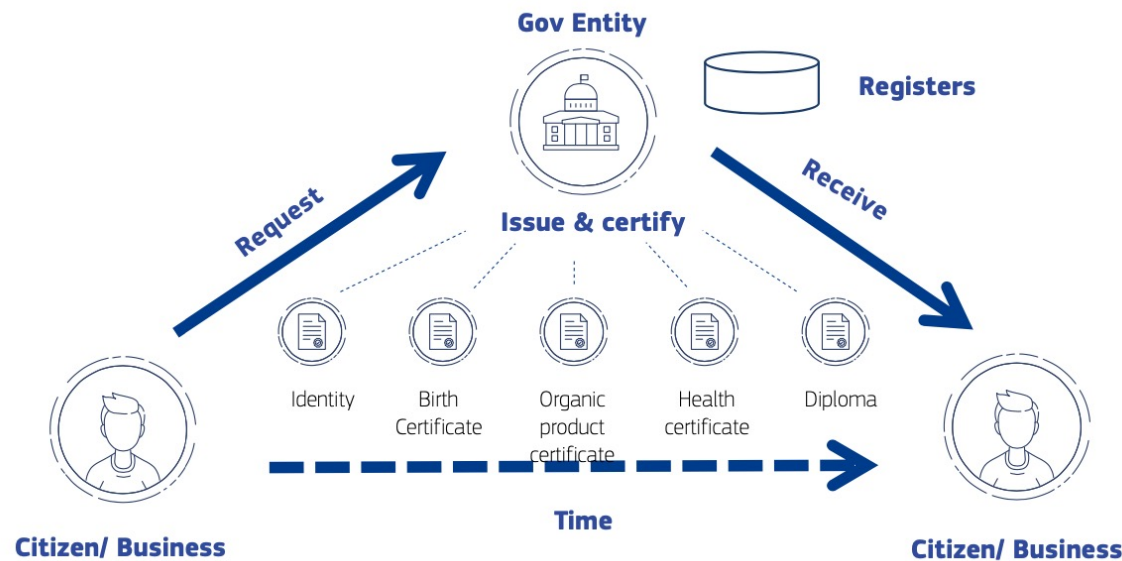 Gov Entity
Registers
Request
Receive
Issue & certify
Identity
Birth
Certificate
Organic
product
certificate
Health
certificate
Diploma
Time
Citizen/ Business
Citizen/ Business